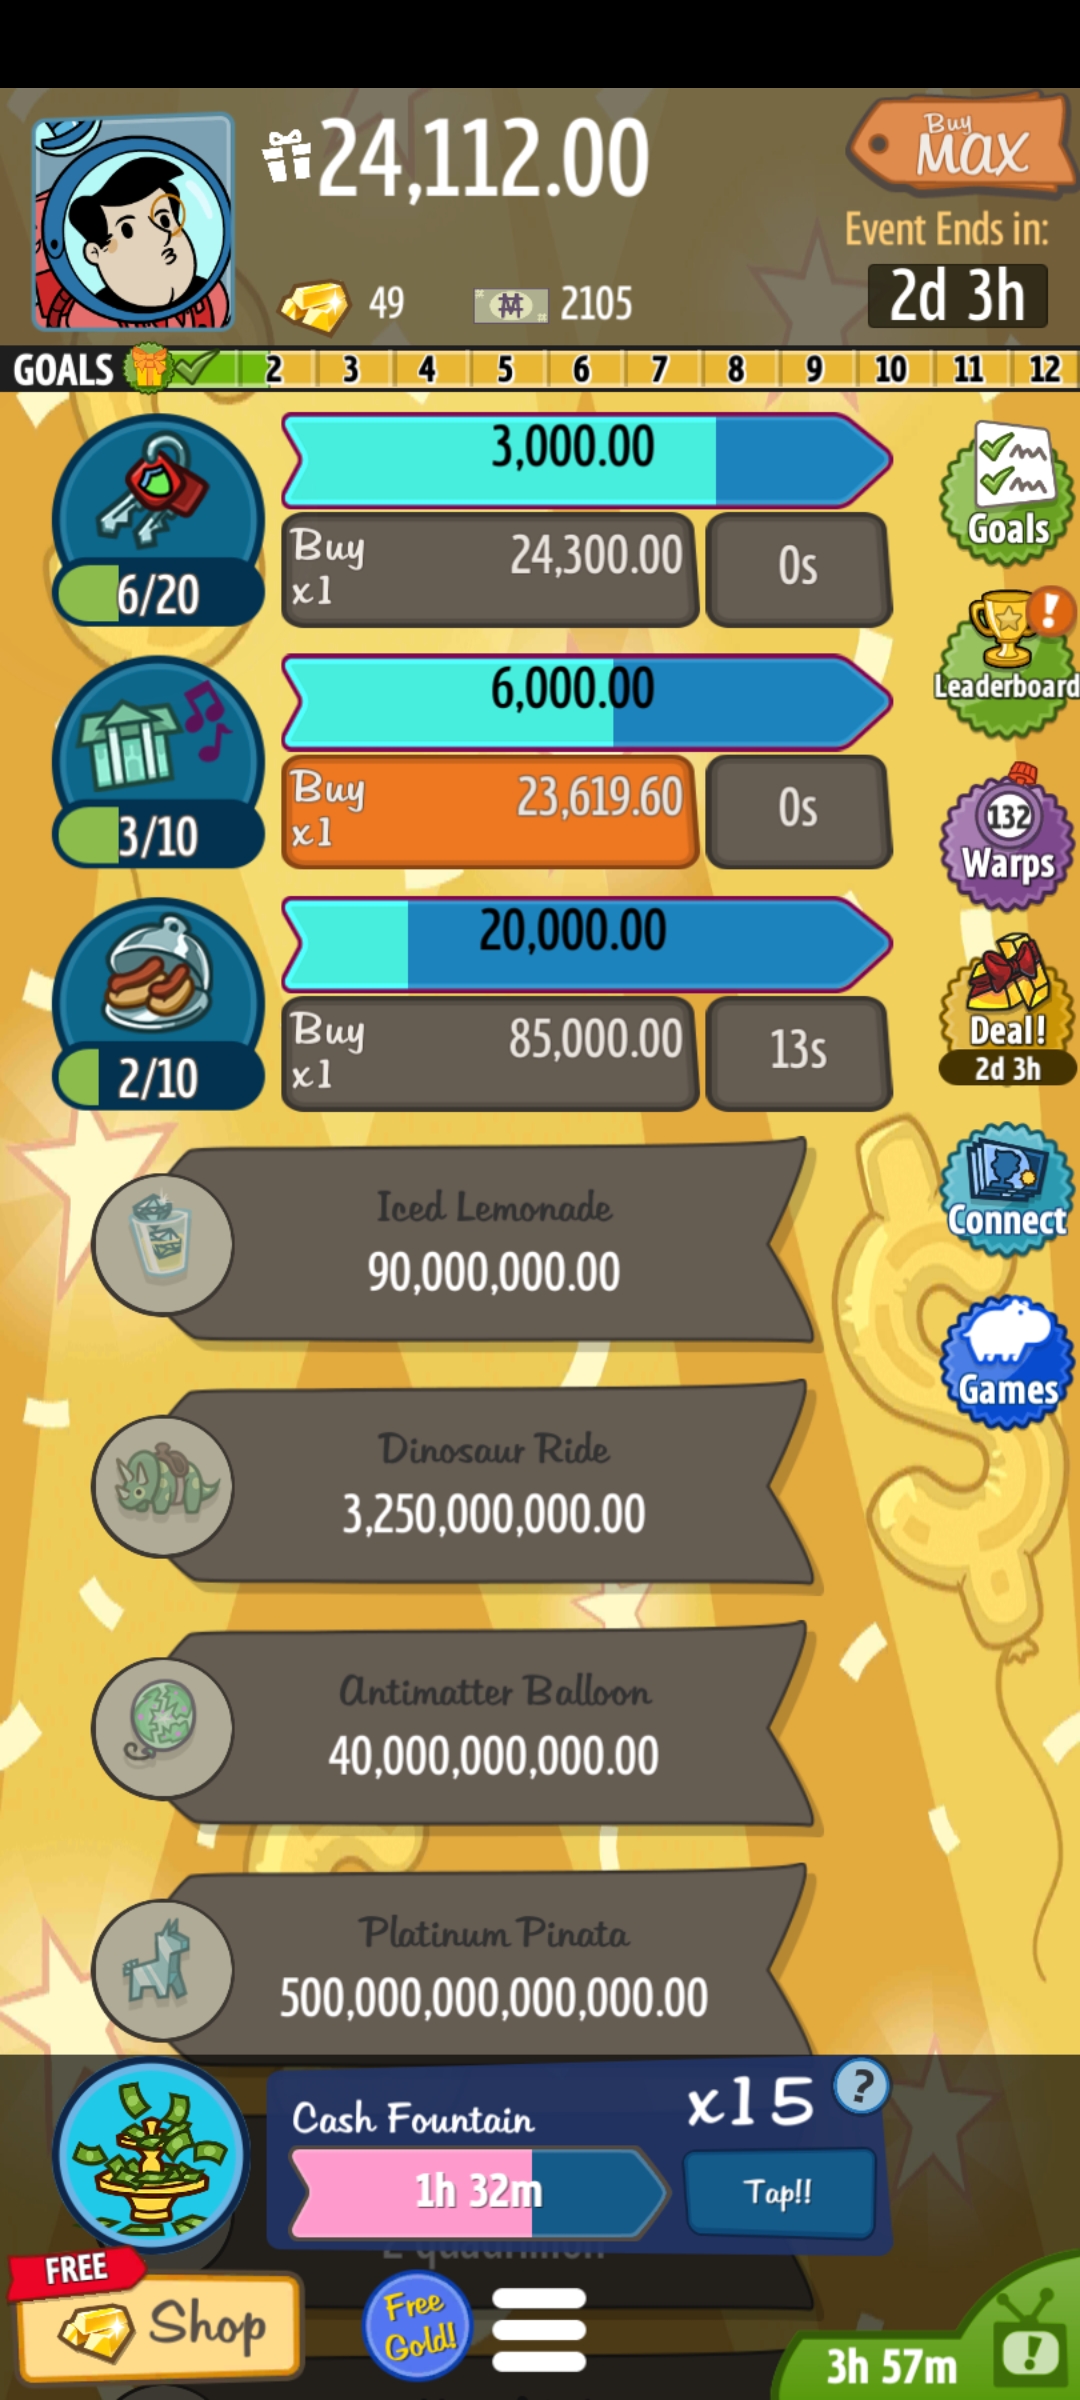 24,112.00
Buy
MAX
Event Ends in:
2d 3h
49
2105
GOALS 2 3 4 5 6 7 8 9 10 11 12
3,000.00
Buy
x1
24,300.00
0s
6/20
Goals
6,000.00
Buy
x1
23,619.60
0s
3/10
Leaderboard
132
Warps
20,000.00
Buy
x1
85,000.00
13s
2/10
Deal!
2d 3h
Iced Lemonade
90,000,000.00
Connect
Games
Dinosaur Ride
3,250,000,000.00
Antimatter Balloon
40,000,000,000.00
Platinum Pinata
500,000,000,000,000.00
Cash Fountain
x15
?
1h 32m
Tap!!
2 quadrillion
FREE
Shop
Free
Gold!
3h 57m